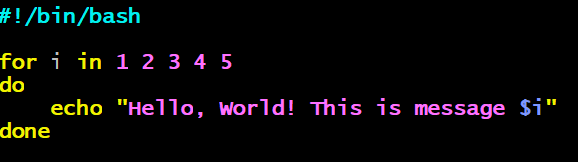 #!/bin/bash

for i in 1 2 3 4 5
do
    echo "Hello, World! This is message $i"
done